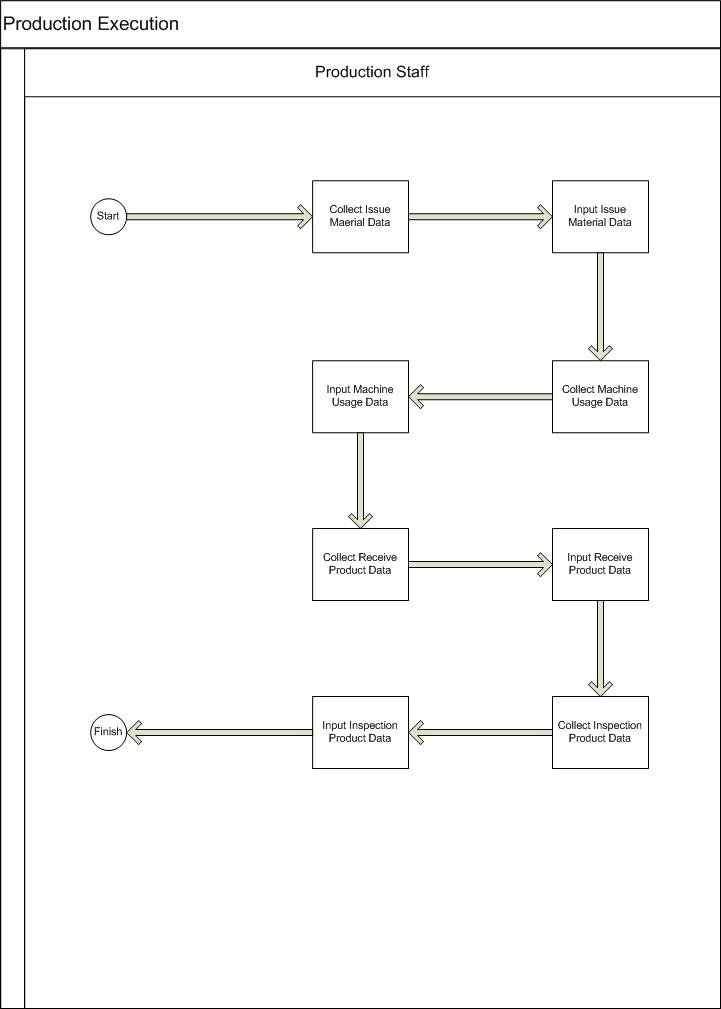 Production Execution
Production Staff
Start
Collect Issue
Maerial Data
Input Issue
Material Data
Input Machine
Usage Data
Collect Machine
Usage Data
Collect Receive
Product Data
Input Receive
Product Data
Finish
Input Inspection
Product Data
Collect Inspection
Product Data